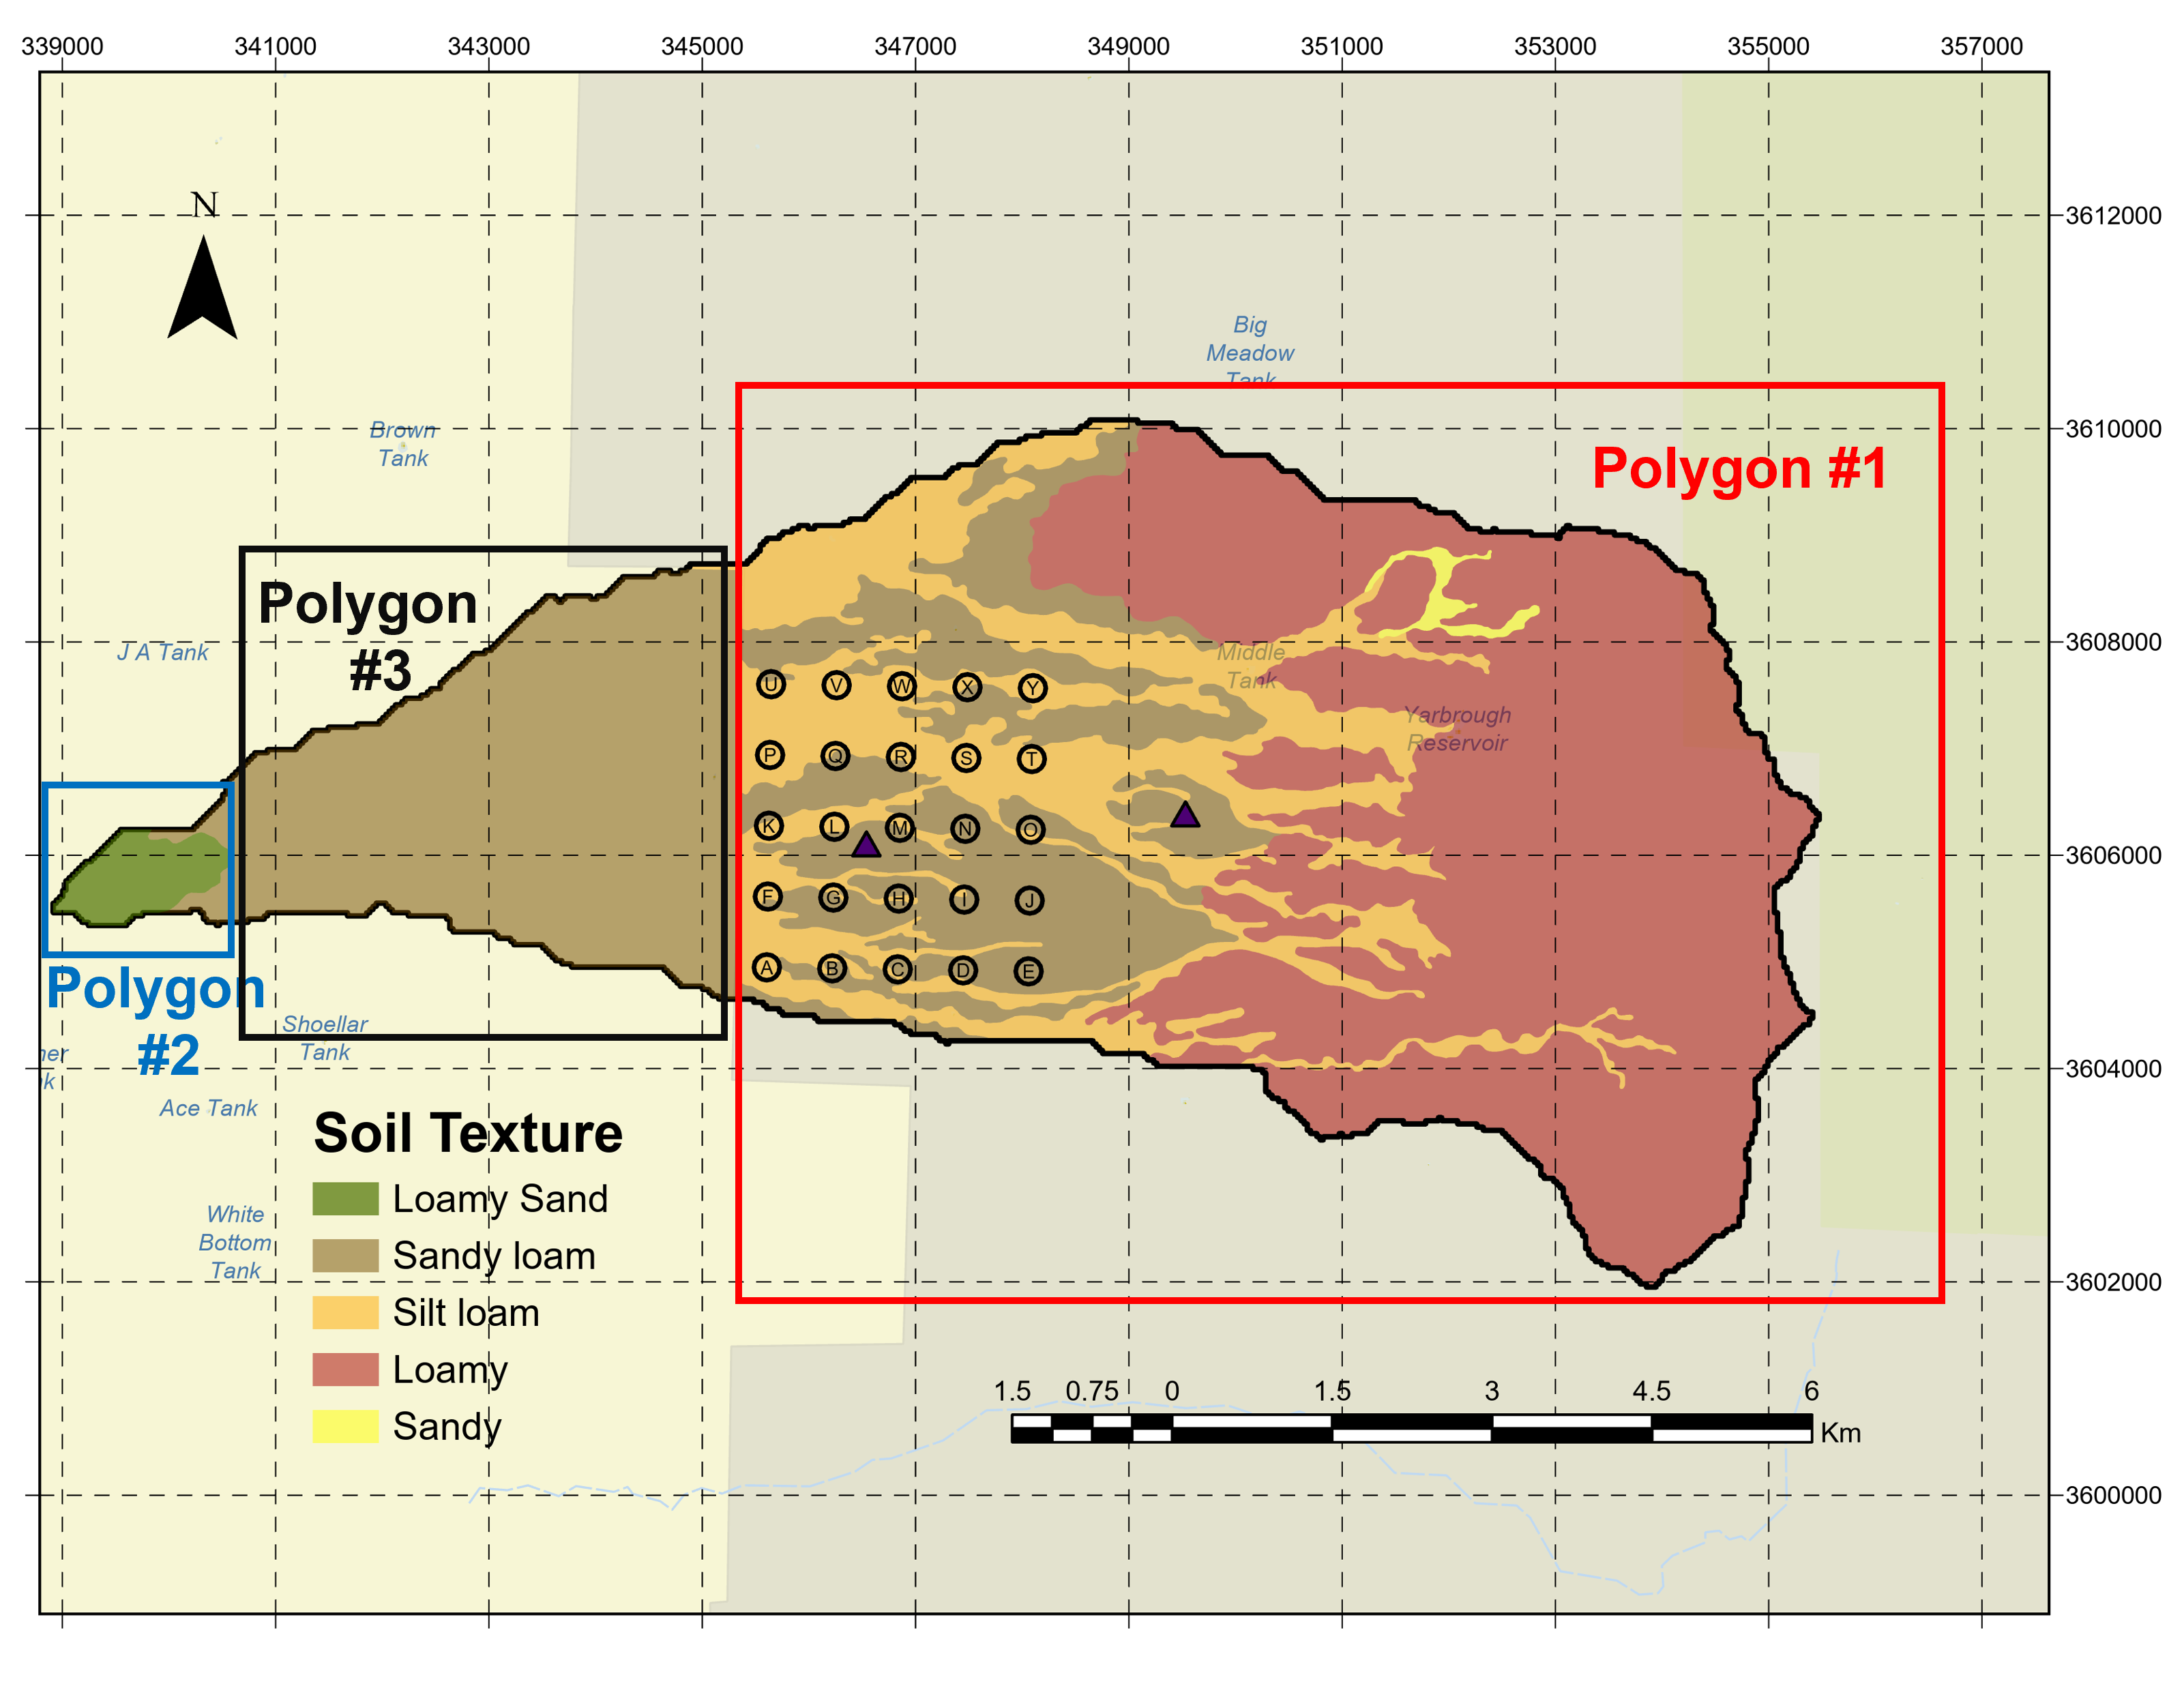 339000 341000 343000 345000 347000 349000 351000 353000 355000 357000
3612000
N
Big
Meadow
Tank
3610000
Brown
Tank
Polygon #1
Polygon
#3
3608000
J A Tank
Middle
Tank
U V W X Y
Yarbrough
Reservoir
P Q R S T
K L M N O
3606000
F G H I J
A B C D E
Polygon
#2
Shoellar
Tank
ner
k
3604000
Ace Tank
Soil Texture
Loamy Sand
White
Bottom
Tank
Sandy loam
3602000
Silt loam
Loamy
Sandy
1.5 0.75 0 1.5 3 4.5 6
Km
3600000